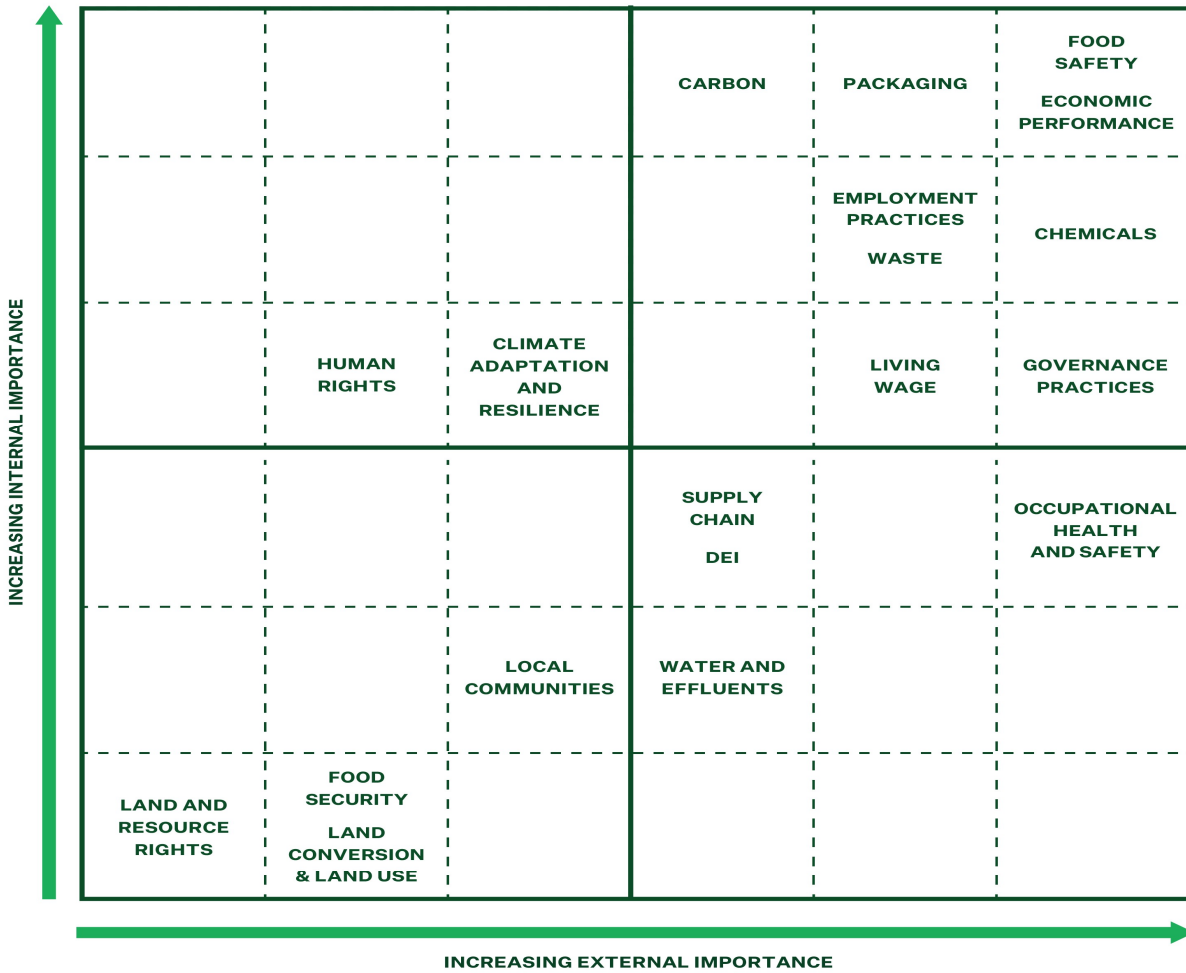 FOOD
SAFETY
CARBON
PACKAGING
ECONOMIC
PERFORMANCE
EMPLOYMENT
PRACTICES
WASTE
CHEMICALS
HUMAN
RIGHTS
CLIMATE
ADAPTATION
AND
RESILIENCE
LIVING
WAGE
GOVERNANCE
PRACTICES
SUPPLY
CHAIN
DEI
OCCUPATIONAL
HEALTH
AND SAFETY
LOCAL
COMMUNITIES
WATER AND
EFFLUENTS
LAND AND
RESOURCE
RIGHTS
FOOD
SECURITY
LAND
CONVERSION
& LAND USE
INCREASING INTERNAL IMPORTANCE
INCREASING EXTERNAL IMPORTANCE